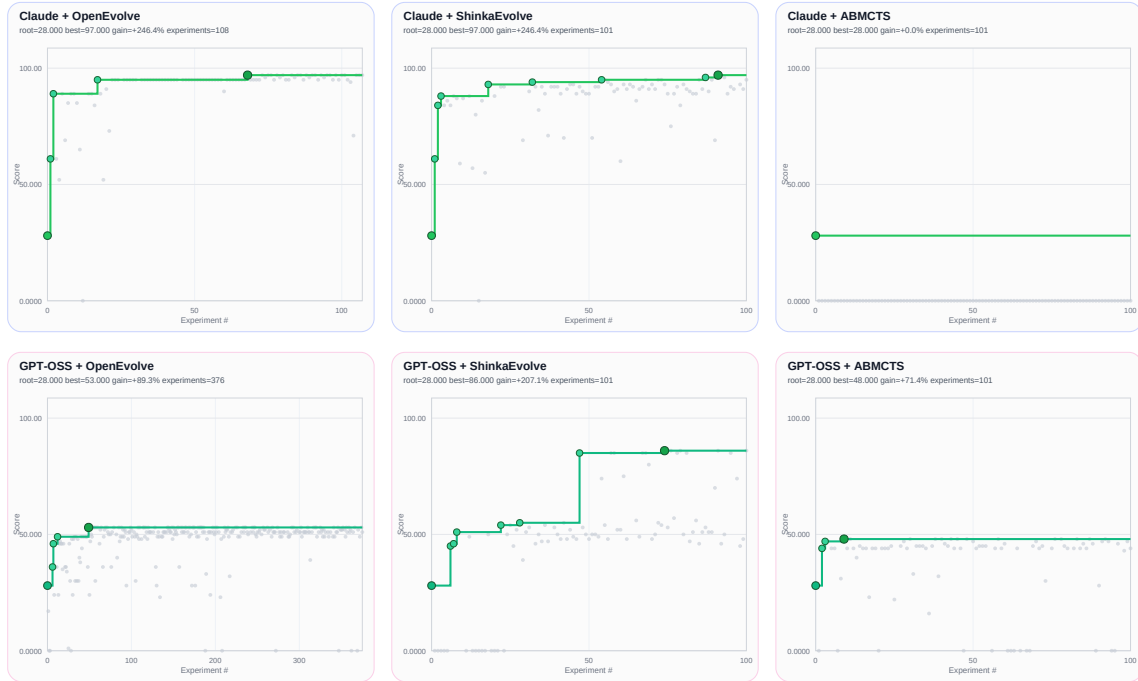 Claude + OpenEvolve
root=28.000 best=97.000 gain=+246.4% experiments=108
100.00
50.000
0.0000
Score
0
50
100
Experiment #
Claude + ShinkaEvolve
root=28.000 best=97.000 gain=+246.4% experiments=101
100.00
50.000
0.0000
Score
0
50
100
Experiment #
Claude + ABMCTS
root=28.000 best=28.000 gain=+0.0% experiments=101
100.00
50.000
0.0000
Score
0
50
100
Experiment #
GPT-OSS + OpenEvolve
root=28.000 best=53.000 gain=+89.3% experiments=376
100.00
50.000
0.0000
Score
0
100
200
300
Experiment #
GPT-OSS + ShinkaEvolve
root=28.000 best=86.000 gain=+207.1% experiments=101
100.00
50.000
0.0000
Score
0
50
100
Experiment #
GPT-OSS + ABMCTS
root=28.000 best=48.000 gain=+71.4% experiments=101
100.00
50.000
0.0000
Score
0
50
100
Experiment #